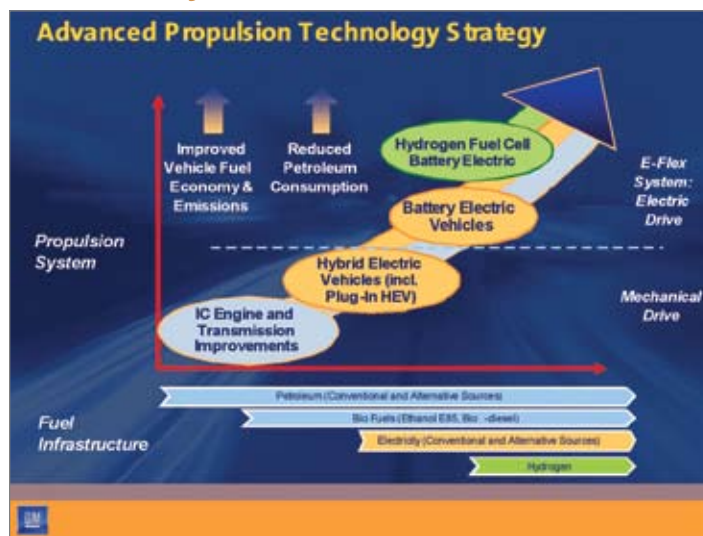 Advanced Propulsion Technology Strategy
Improved
Vehicle Fuel
Economy &
Emissions
Reduced
Petroleum
Consumption
Hydrogen Fuel Cell
Battery Electric
E-Flex
System:
Electric
Drive
Battery Electric
Vehicles
Propulsion
System
Hybrid Electric
Vehicles (incl.
Plug-In HEV)
Mechanical
Drive
IC Engine and
Transmission
Improvements
Petroleum (Conventional and Alternative Sources)
Bio Fuels (Ethanol E85, Bio -diesel)
Fuel
Infrastructure
Electricity (Conventional and Alternative Sources)
Hydrogen
GM